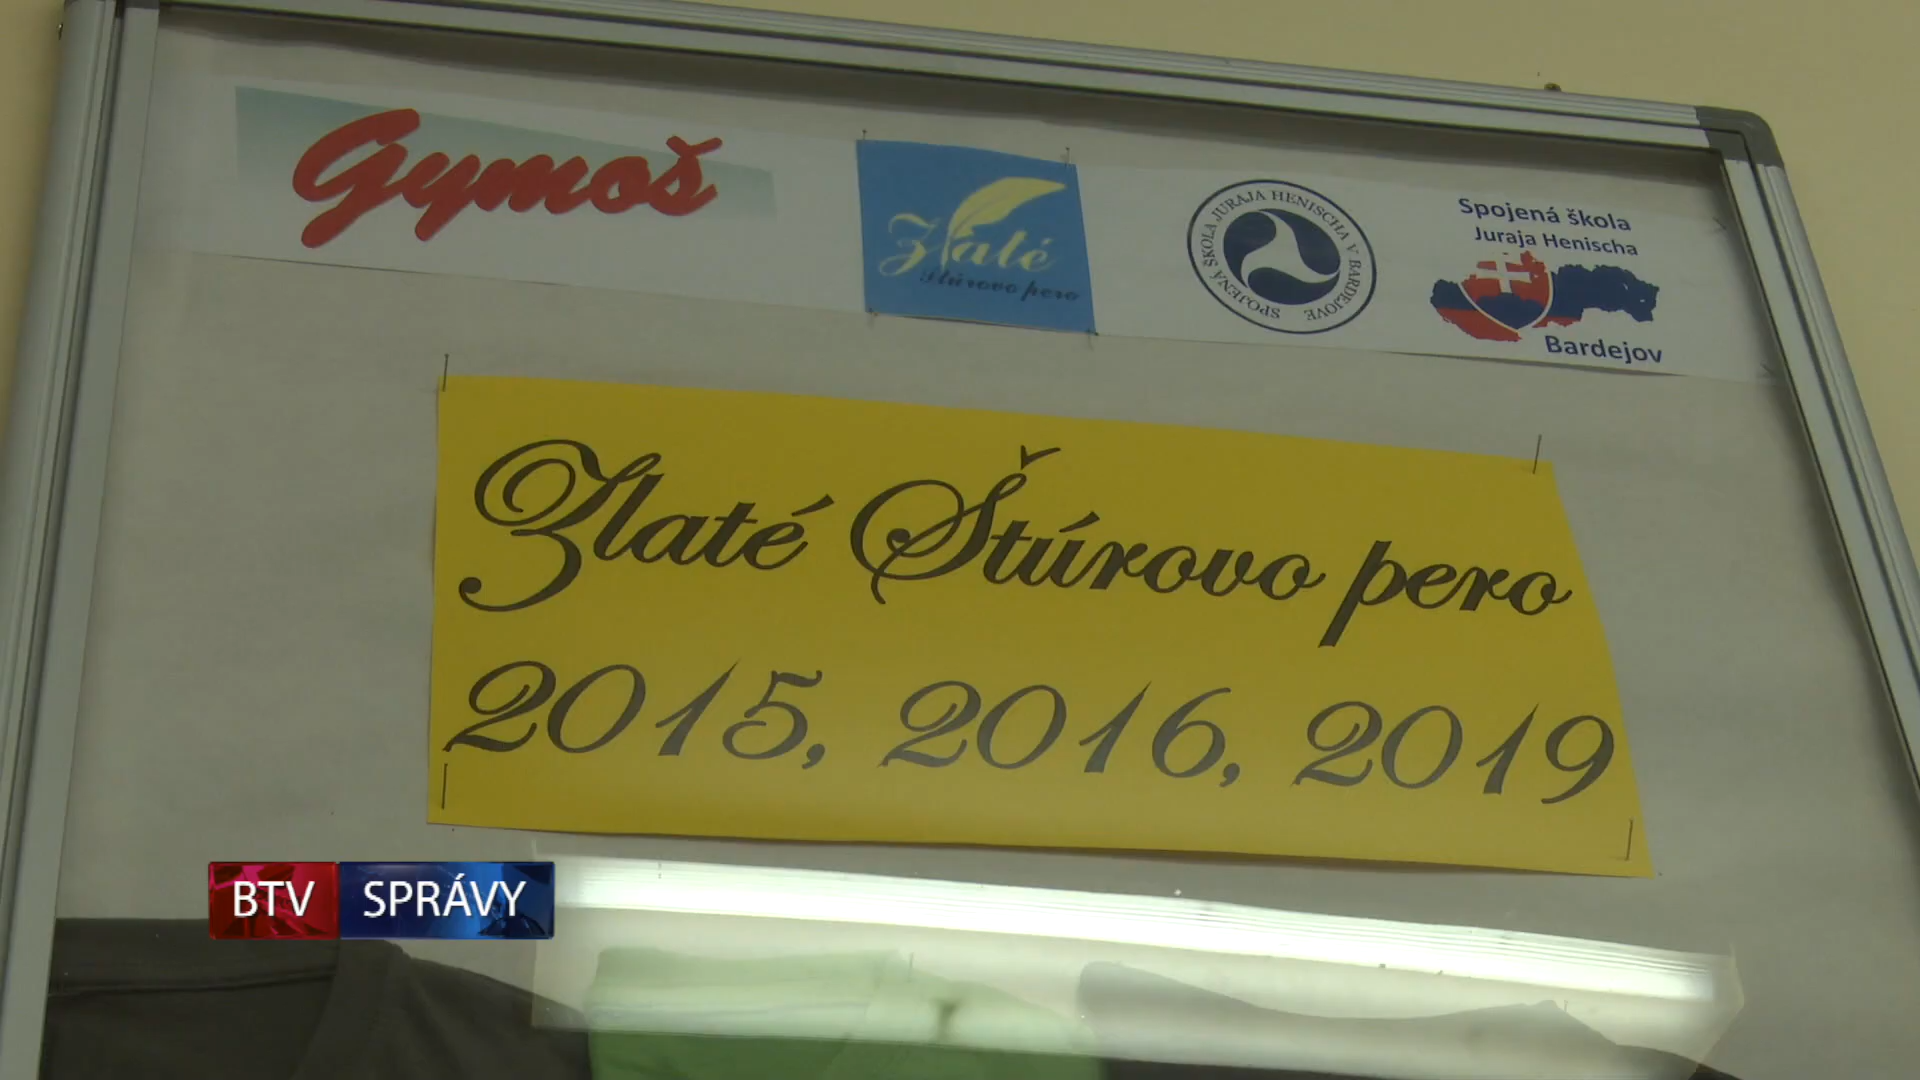 Gymoš
Zlaté
Štúrovo pero
SPOJENÁ ŠKOLA JURAJA HENISCHA V BARDEJOVE
Spojená škola
Juraja Henischa
Bardejov
Zlaté Štúrovo pero
2015, 2016, 2019
BTV SPRÁVY